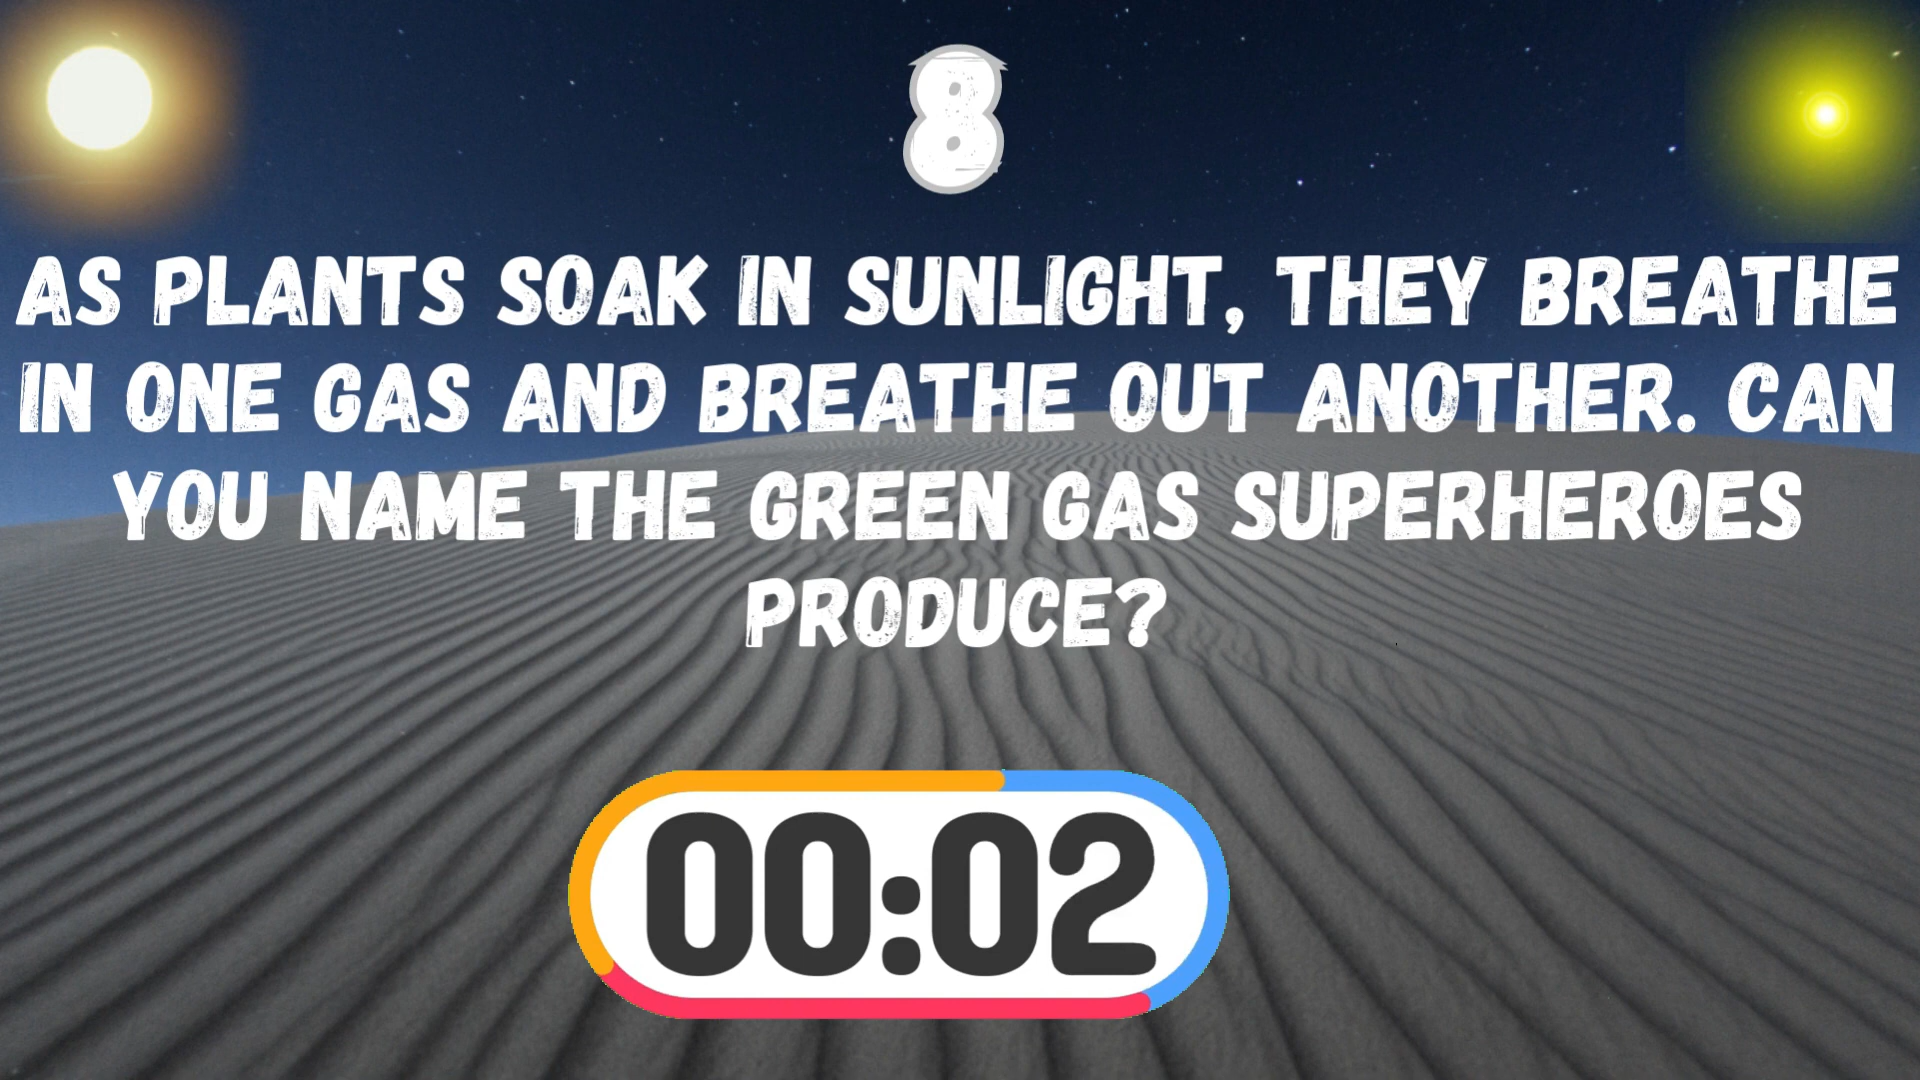 8
AS PLANTS SOAK IN SUNLIGHT, THEY BREATHE
IN ONE GAS AND BREATHE OUT ANOTHER. CAN
YOU NAME THE GREEN GAS SUPERHEROES
PRODUCE?
00:02